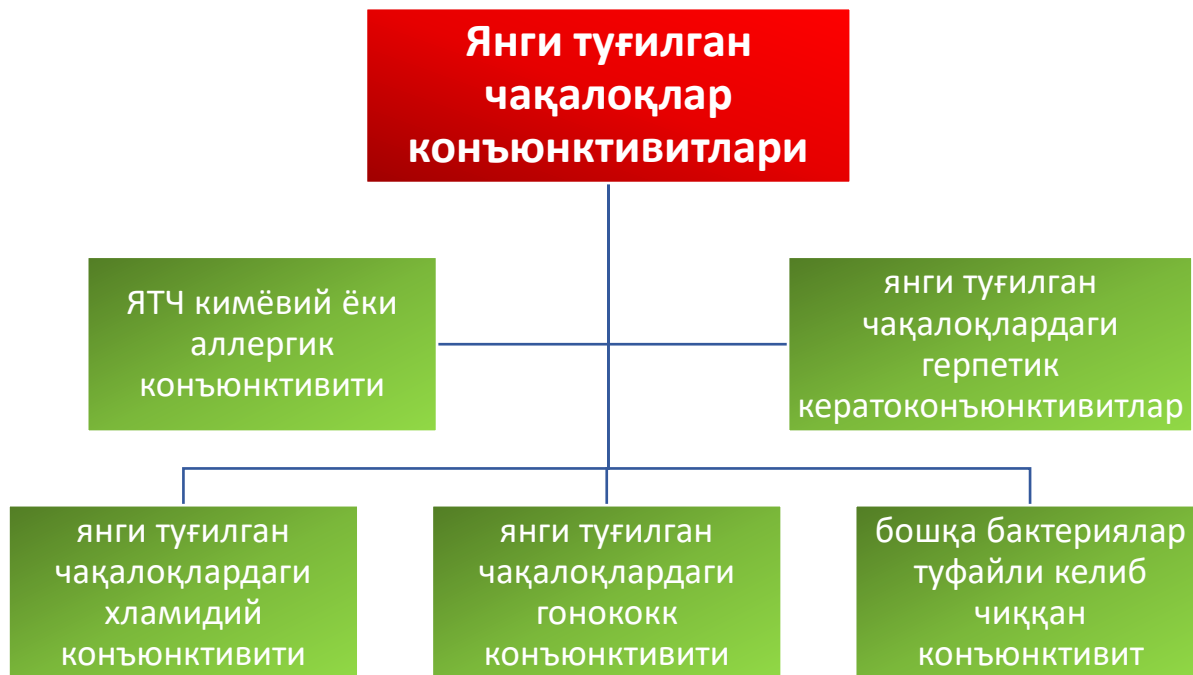 Янги туғилган
чақалоқлар
конъюнктивитлари
ЯТЧ кимёвий ёки
аллергик
конъюнктивити
янги туғилган
чақалоқлардаги
герпетик
кератоконъюнктивитлар
янги туғилган
чақалоқлардаги
хламидий
конъюнктивити
янги туғилган
чақалоқлардаги
гонококк
конъюнктивити
бошқа бактериялар
туфайли келиб
чиққан
конъюнктивит